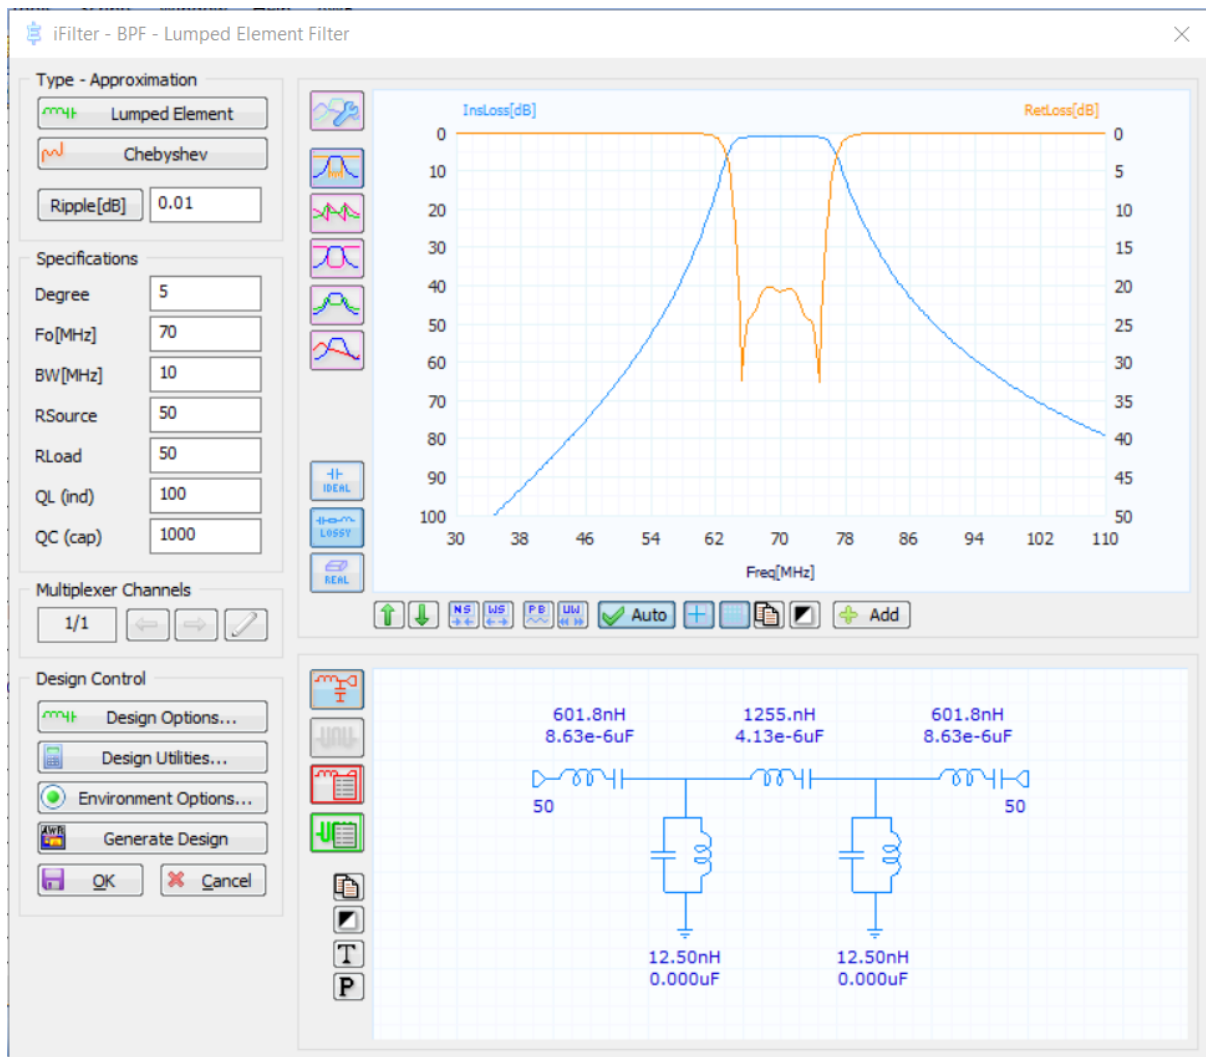 iFilter - BPF - Lumped Element Filter
Type - Approximation
Lumped Element
Chebyshev
Ripple[dB] 0.01
Specifications
Degree 5
Fo[MHz] 70
BW[MHz] 10
RSource 50
RLoad 50
QL (ind) 100
QC (cap) 1000
Multiplexer Channels
1/1
Design Control
Design Options...
Design Utilities...
Environment Options...
AWR
Generate Design
OK Cancel
IDEAL
LOSSY
REAL
InsLoss[dB] RetLoss[dB]
0 0
10 5
20 10
30 15
40 20
50 25
60 30
70 35
80 40
90 45
100 50
30 38 46 54 62 70 78 86 94 102 110
Freq[MHz]
NS WS PB UW Auto Add
T
P
601.8nH 1255.nH 601.8nH
8.63e-6uF 4.13e-6uF 8.63e-6uF
50 50
12.50nH 12.50nH
0.000uF 0.000uF